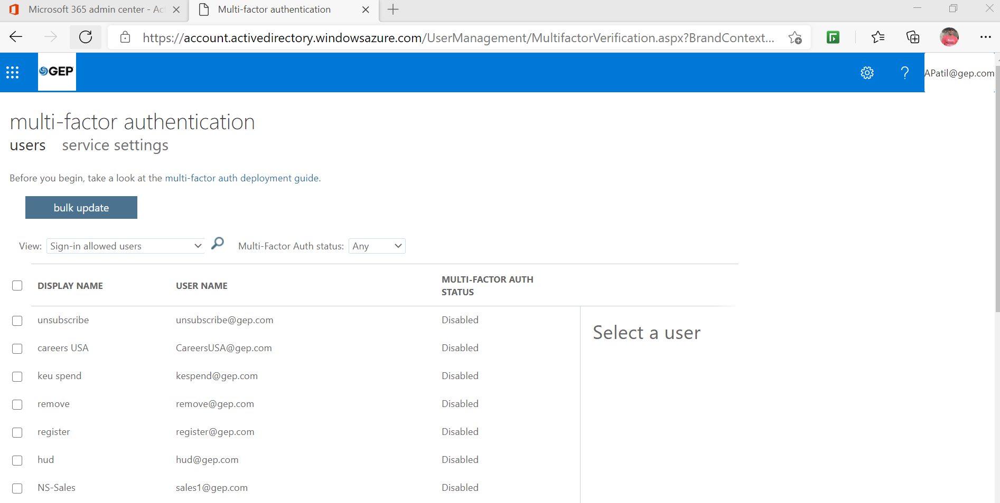 Microsoft 365 admin center - Act
Multi-factor authentication
https://account.activedirectory.windowsazure.com/UserManagement/MultifactorVerification.aspx?BrandContext...
GEP
?
APatil@gep.com
multi-factor authentication
users service settings
Before you begin, take a look at the multi-factor auth deployment guide.
bulk update
View: Sign-in allowed users Multi-Factor Auth status: Any
DISPLAY NAME USER NAME MULTI-FACTOR AUTH STATUS
unsubscribe unsubscribe@gep.com Disabled
Select a user
careers USA CareersUSA@gep.com Disabled
keu spend kespend@gep.com Disabled
remove remove@gep.com Disabled
register register@gep.com Disabled
hud hud@gep.com Disabled
NS-Sales sales1@gep.com Disabled